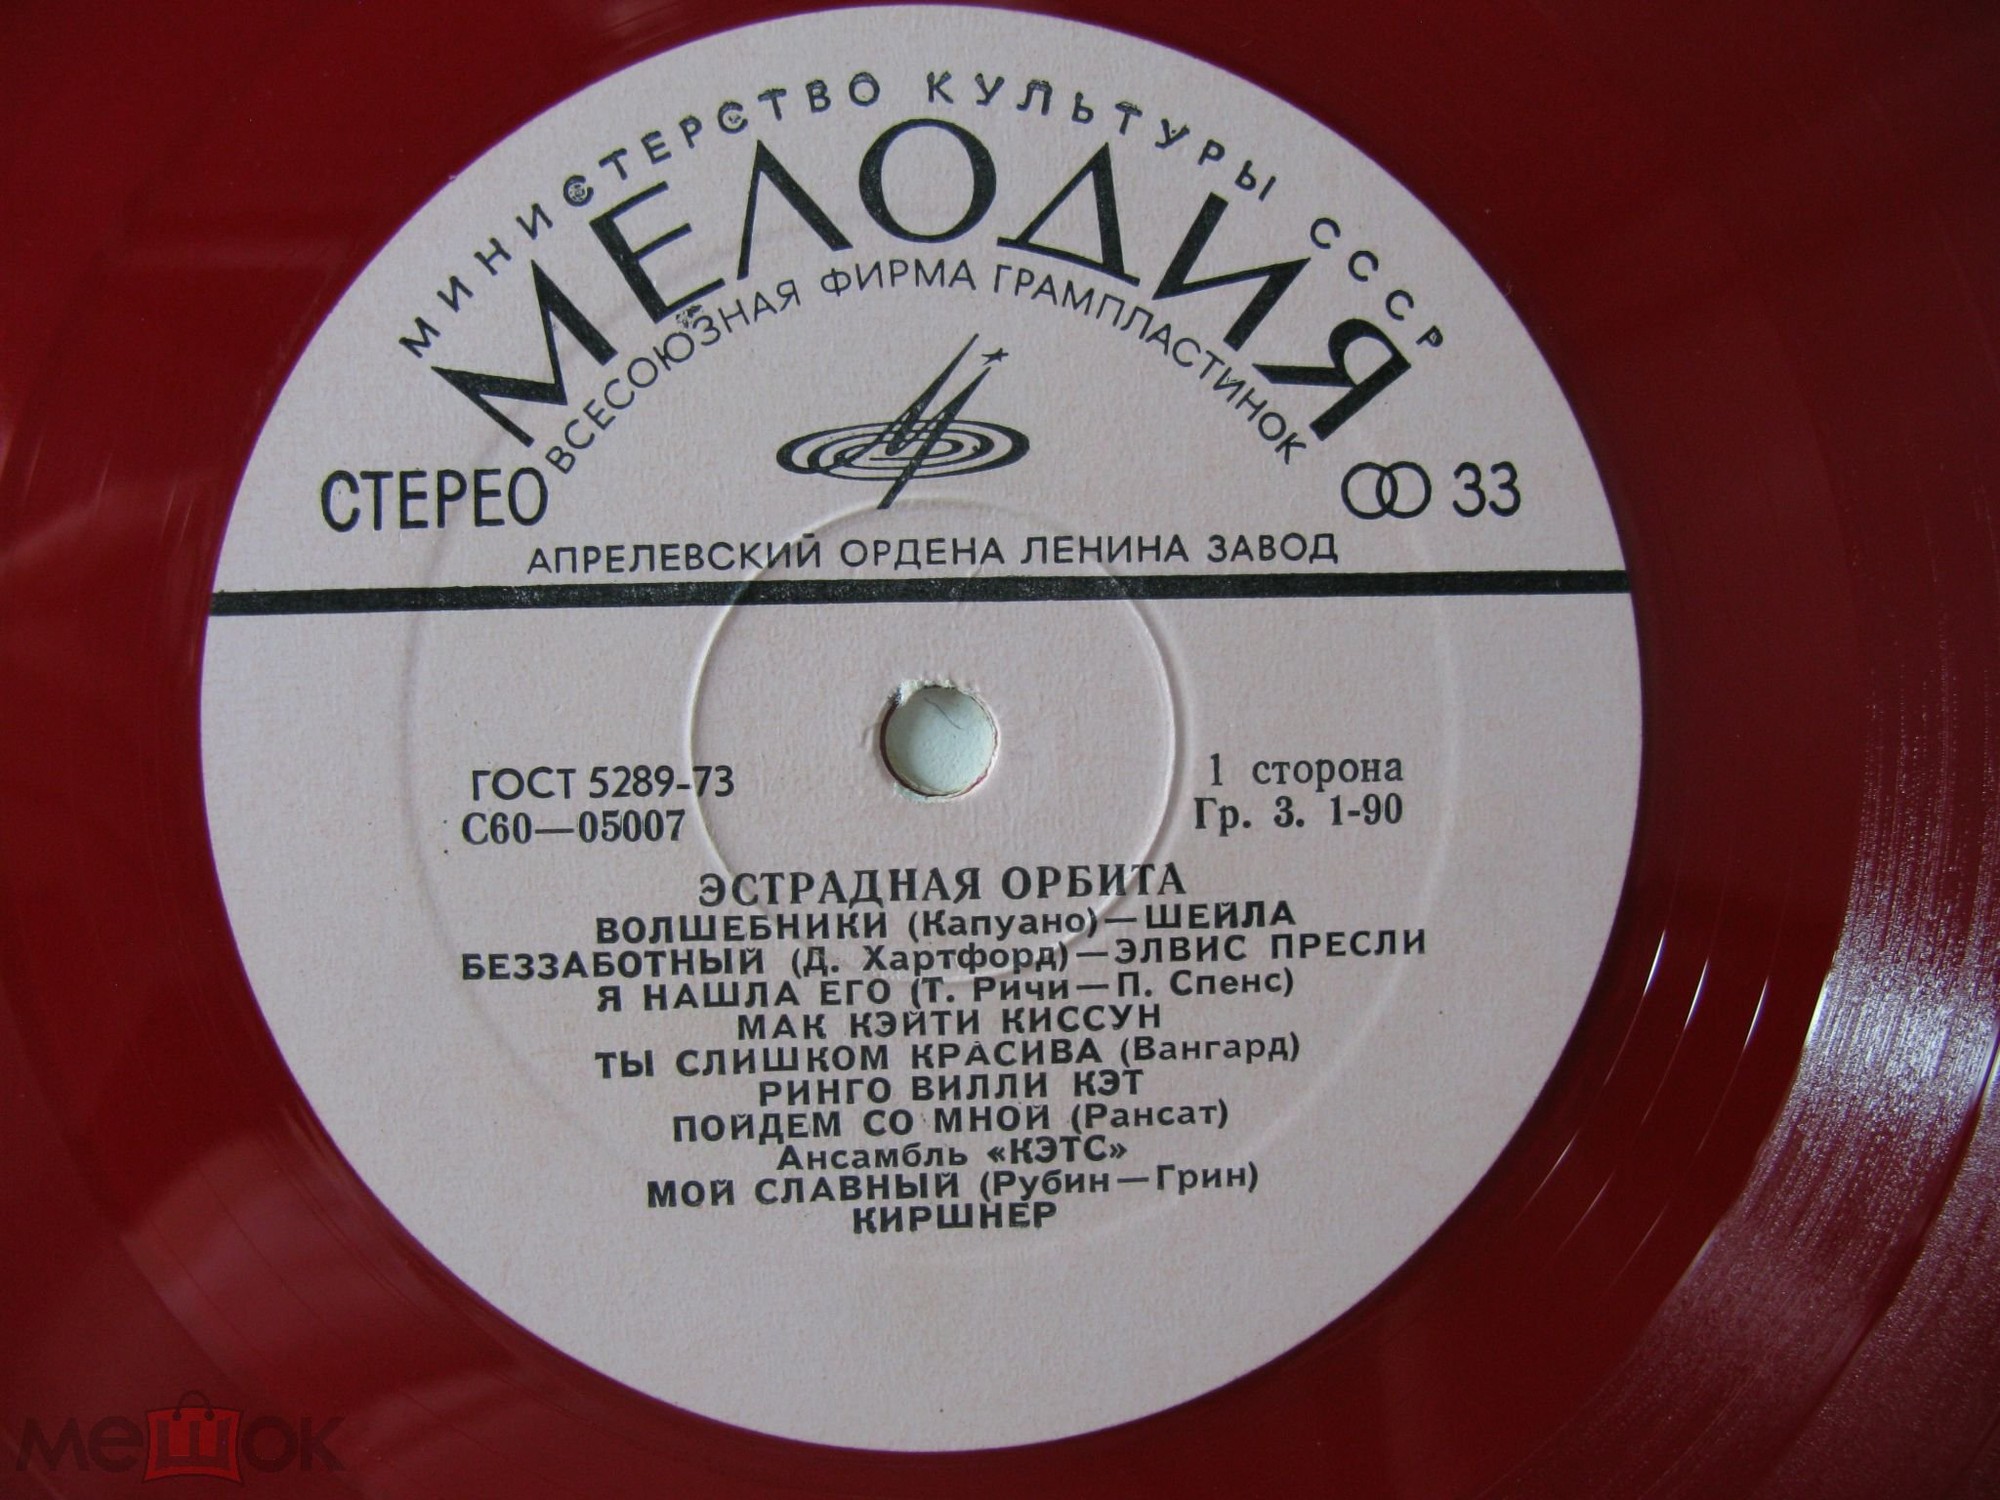 МИНИСТЕРСТВО КУЛЬТУРЫ СССР
МЕЛОДИЯ
ВСЕСОЮЗНАЯ ФИРМА ГРАМПЛАСТИНОК
СТЕРЕО
33
АПРЕЛЕВСКИЙ ОРДЕНА ЛЕНИНА ЗАВОД
ГОСТ 5289-73
С60—05007
1 сторона
Гр. 3. 1-90
ЭСТРАДНАЯ ОРБИТА
ВОЛШЕБНИКИ (Капуано)—ШЕЙЛА
БЕЗЗАБОТНЫЙ (Д. Хартфорд)—ЭЛВИС ПРЕСЛИ
Я НАШЛА ЕГО (Т. Ричи—П. Спенс)
МАК КЭЙТИ КИССУН
ТЫ СЛИШКОМ КРАСИВА (Вангард)
РИНГО ВИЛЛИ КЭТ
ПОЙДЕМ СО МНОЙ (Рансат)
Ансамбль «КЭТС»
МОЙ СЛАВНЫЙ (Рубин—Грин)
КИРШНЕР
мешок